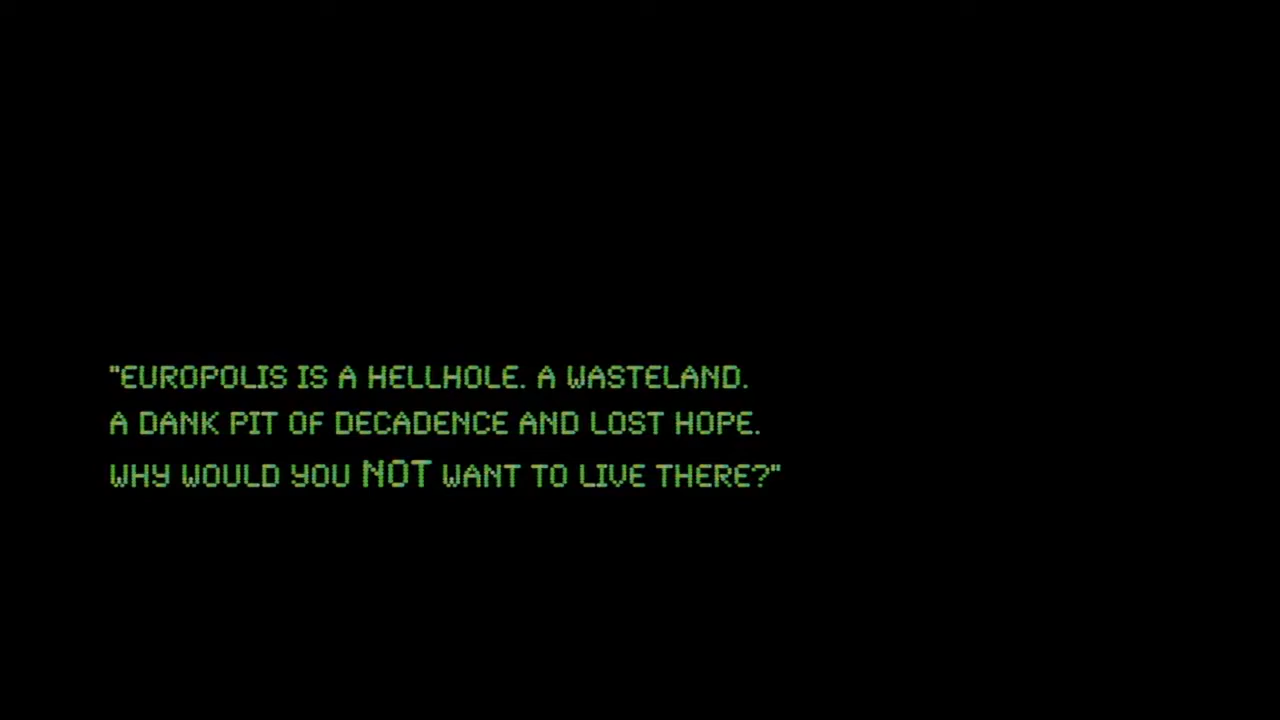 "EUROPOLIS IS A HELLHOLE. A WASTELAND.
A DANK PIT OF DECADENCE AND LOST HOPE.
WHY WOULD YOU NOT WANT TO LIVE THERE?"